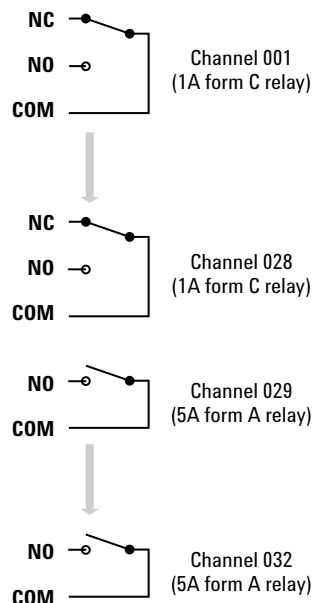 NC
NO
COM
Channel 001
(1A form C relay)
NC
NO
COM
Channel 028
(1A form C relay)
NO
COM
Channel 029
(5A form A relay)
NO
COM
Channel 032
(5A form A relay)